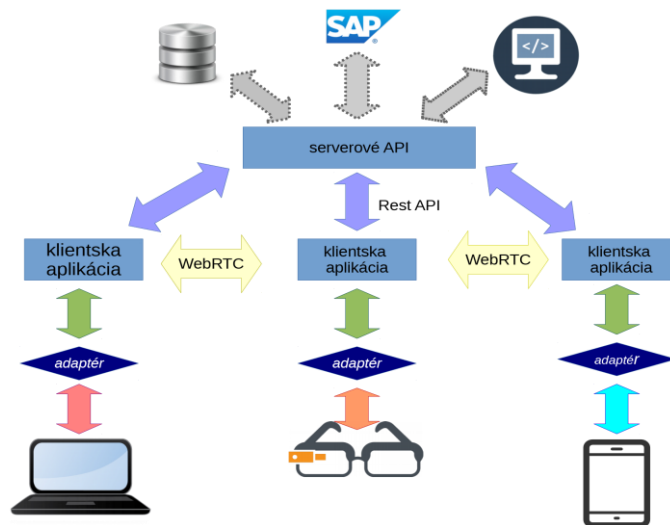 SAP
</>
serverové API
Rest API
klientska
aplikácia
WebRTC
klientska
aplikácia
WebRTC
klientska
aplikácia
adaptér
adaptér
adaptér